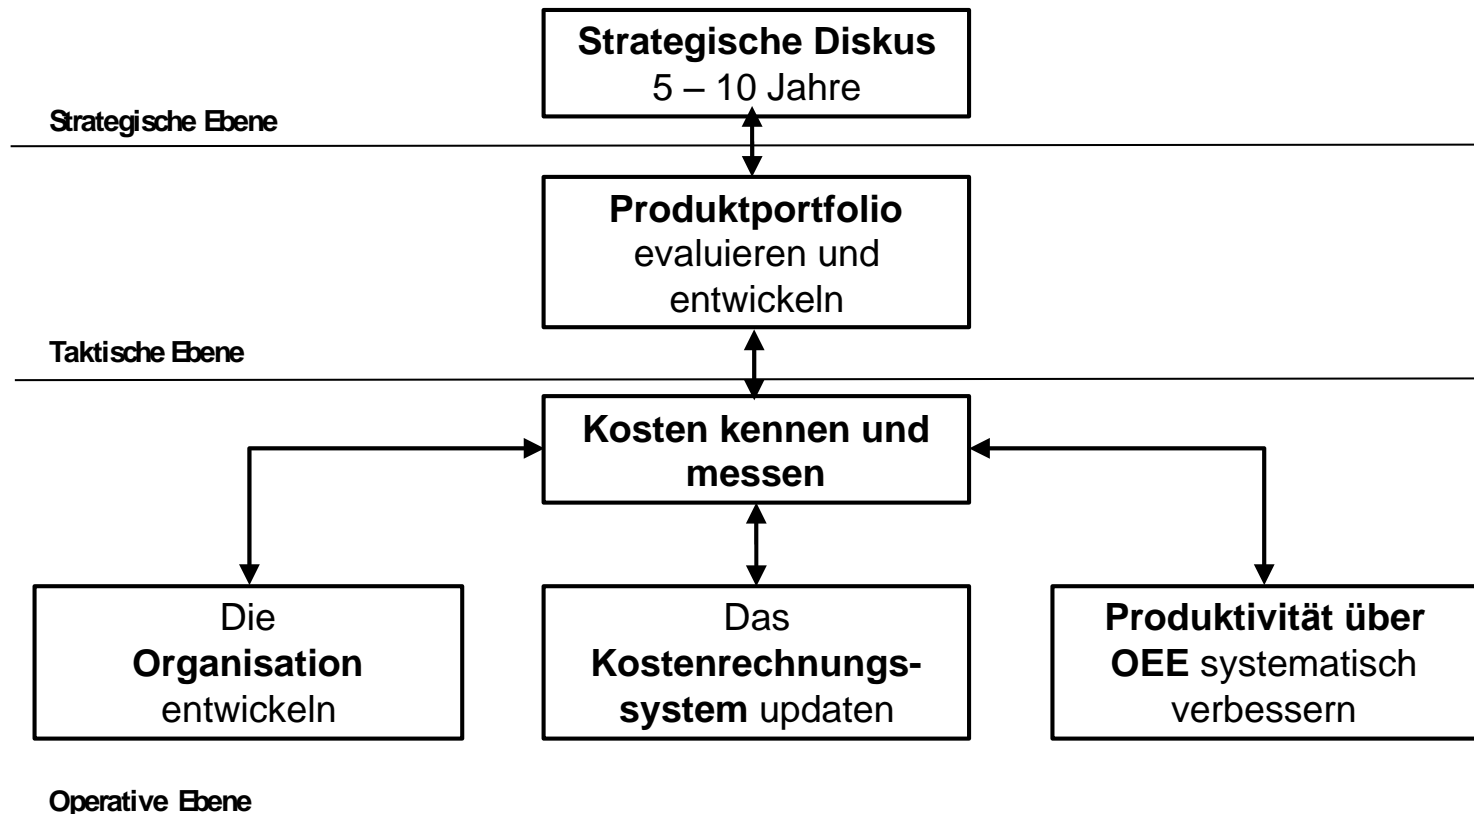 Strategische Diskus
5 – 10 Jahre
Strategische Ebene
Produktportfolio
evaluieren und
entwickeln
Taktische Ebene
Kosten kennen und
messen
Die
Organisation
entwickeln
Das
Kostenrechnungs-
system updaten
Produktivität über
OEE systematisch
verbessern
Operative Ebene